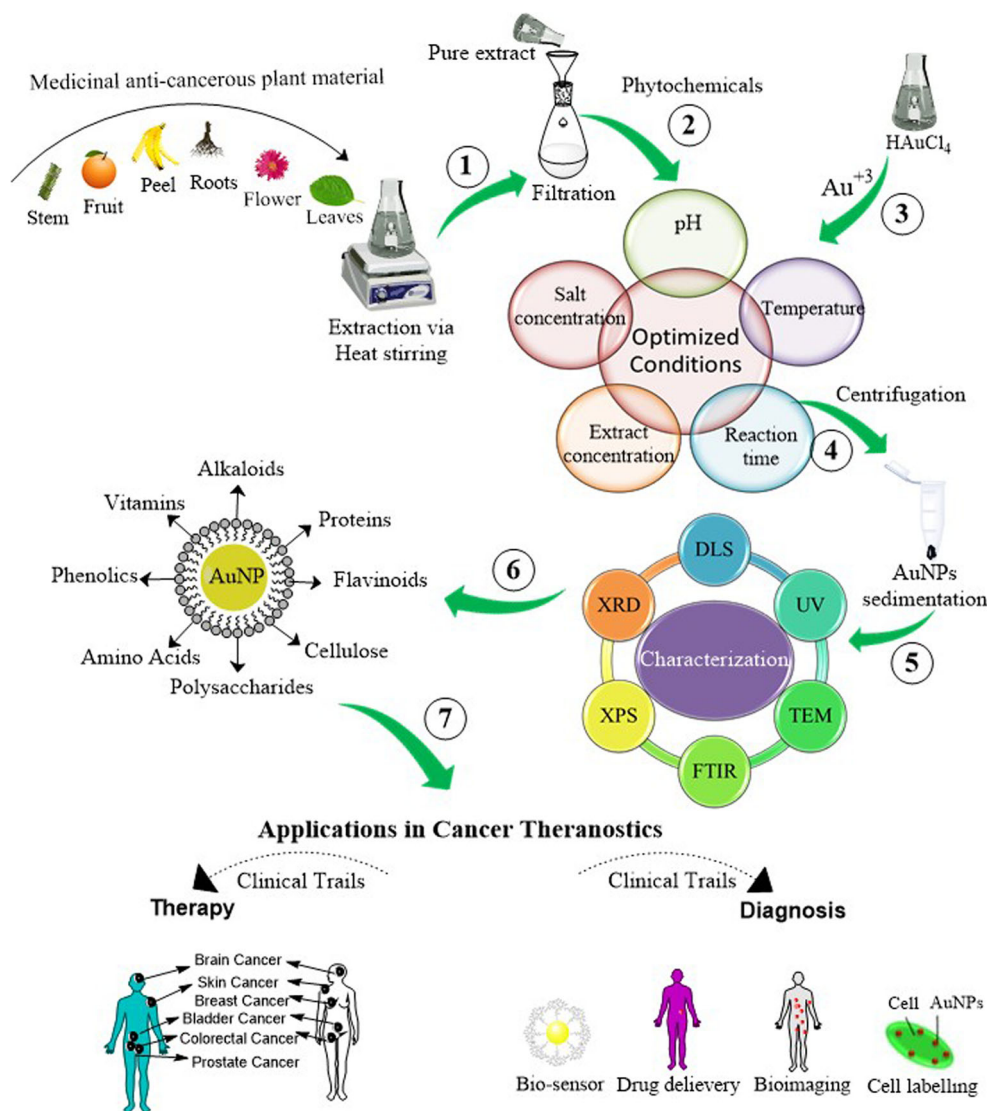 Pure extract
Medicinal anti-cancerous plant material
Stem
Fruit
Peel
Roots
Flower
Leaves
Extraction via
Heat stirring
1
Filtration
Phytochemicals
2
HAuCl4
Au+3
3
pH
Salt
concentration
Temperature
Optimized
Conditions
Extract
concentration
Reaction
time
Centrifugation
4
AuNPs
sedimentation
5
DLS
UV
TEM
FTIR
XPS
XRD
Characterization
6
Alkaloids
Vitamins
Proteins
Phenolics
AuNP
Flavinoids
Amino Acids
Cellulose
Polysaccharides
7
Applications in Cancer Theranostics
Clinical Trails
Therapy
Clinical Trails
Diagnosis
Brain Cancer
Skin Cancer
Breast Cancer
Bladder Cancer
Colorectal Cancer
Prostate Cancer
Bio-sensor
Drug delievery
Bioimaging
Cell
AuNPs
Cell labelling